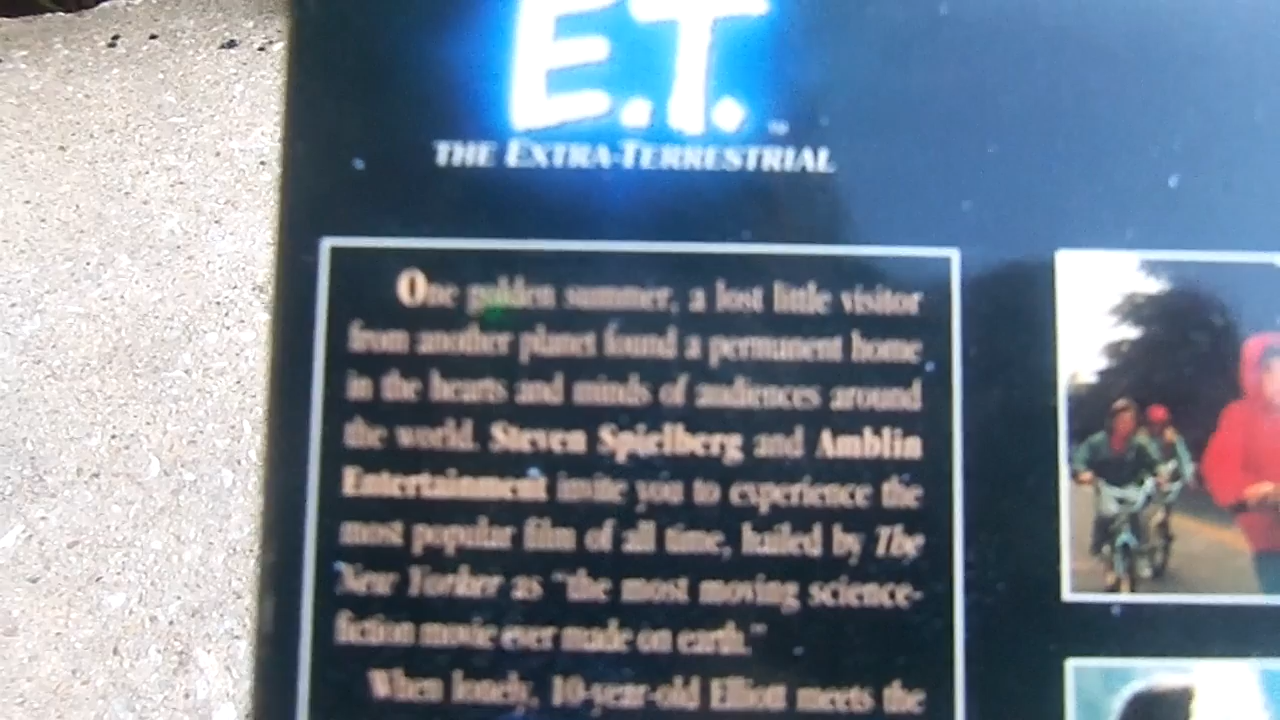 E.T.
THE EXTRA-TERRESTRIAL
One golden summer, a lost little visitor
from another planet found a permanent home
in the hearts and minds of audiences around
the world. Steven Spielberg and Amblin
Entertainment invite you to experience the
most popular film of all time, hailed by The
New Yorker as "the most moving science-
fiction movie ever made on earth."
When lonely, 10-year-old Elliott meets the